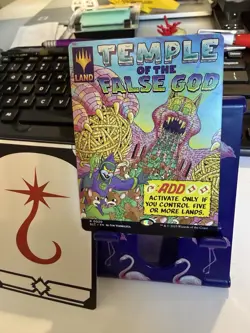 LAND
TEMPLE
OF THE
FALSE GOD
ADD
ACTIVATE ONLY IF
YOU CONTROL FIVE
OR MORE LANDS.